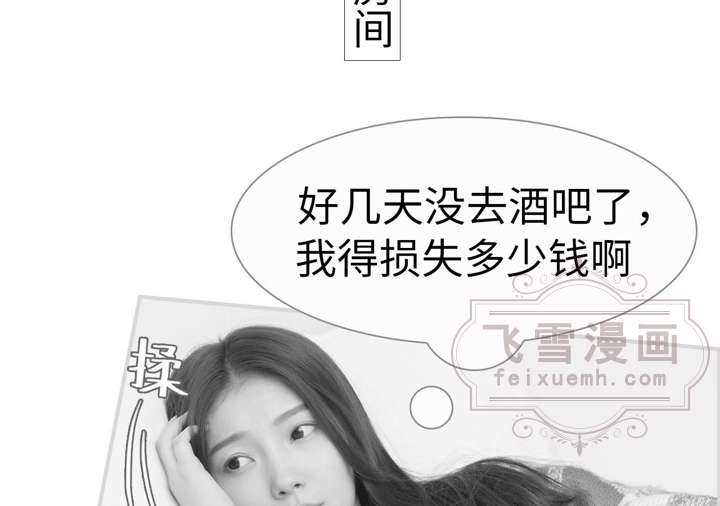 房间
好几天没去酒吧了，
我得损失多少钱啊
揉
飞雪漫画
feixuemh.com